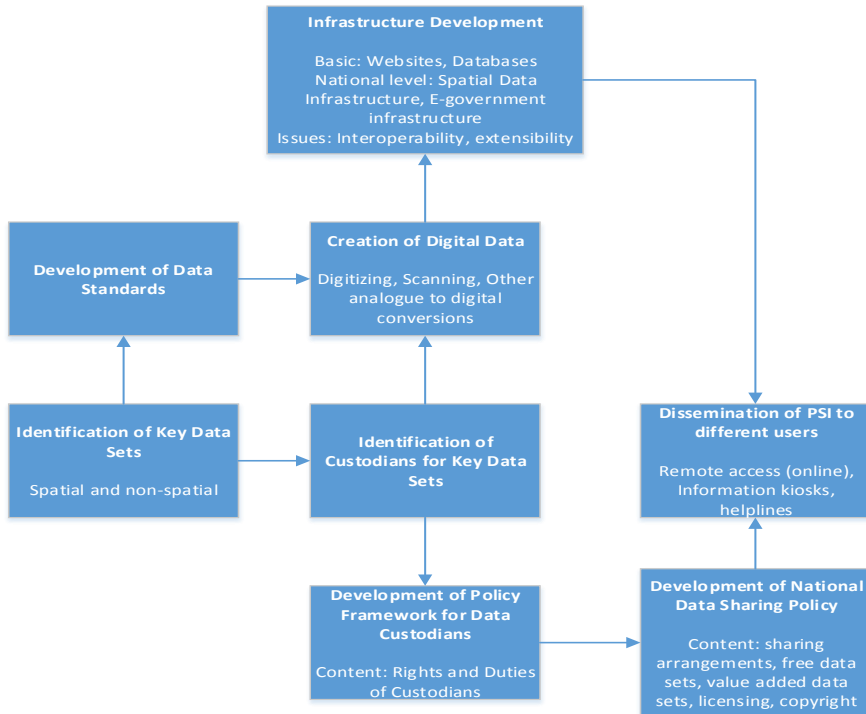 Infrastructure Development
Basic: Websites, Databases
National level: Spatial Data
Infrastructure, E-government
infrastructure
Issues: Interoperability, extensibility
Development of Data
Standards
Creation of Digital Data
Digitizing, Scanning, Other
analogue to digital
conversions
Identification of Key Data
Sets
Spatial and non-spatial
Identification of
Custodians for Key Data
Sets
Dissemination of PSI to
different users
Remote access (online),
Information kiosks,
helplines
Development of Policy
Framework for Data
Custodians
Content: Rights and Duties
of Custodians
Development of National
Data Sharing Policy
Content: sharing
arrangements, free data
sets, value added data
sets, licensing, copyright